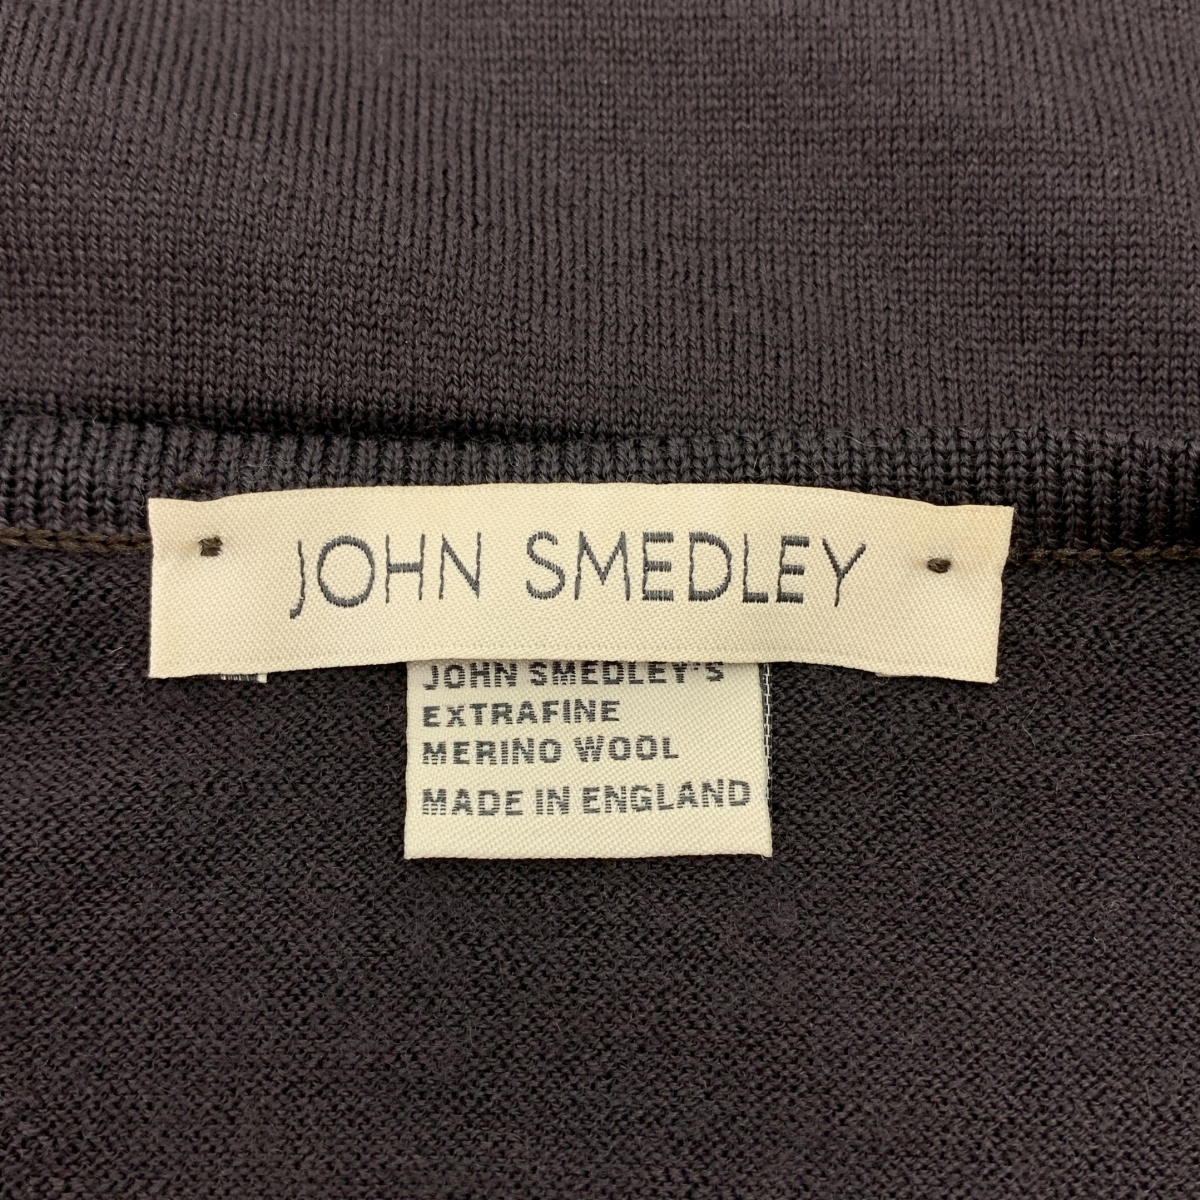 JOHN SMEDLEY
JOHN SMEDLEY'S
EXTRAFINE
MERINO WOOL
MADE IN ENGLAND